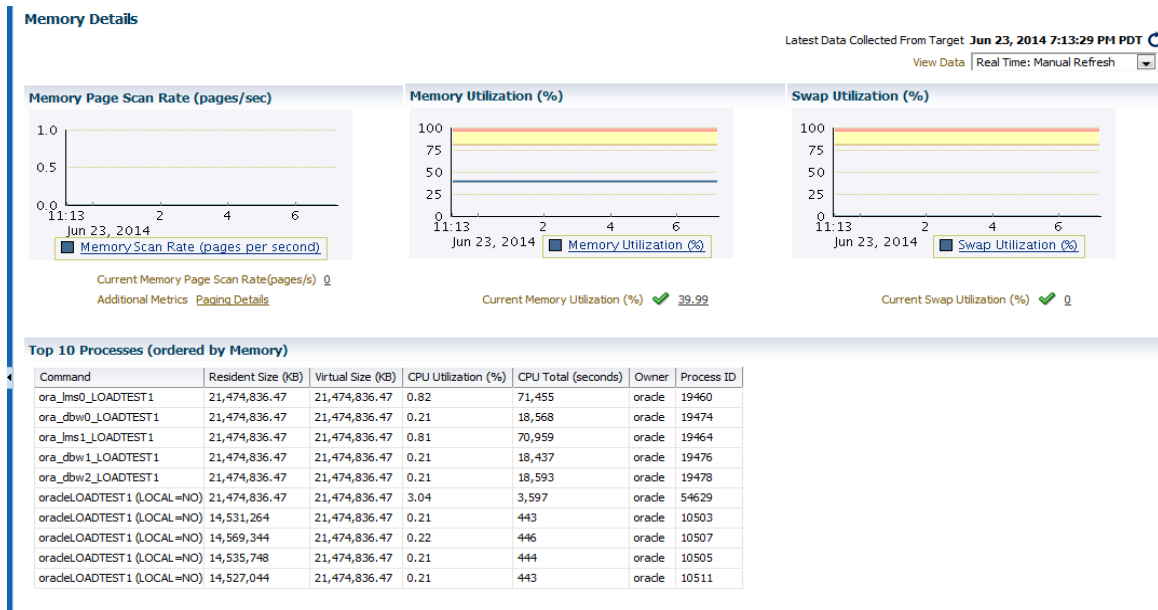 Memory Details
Latest Data Collected From Target Jun 23, 2014 7:13:29 PM PDT
View Data Real Time: Manual Refresh
Memory Page Scan Rate (pages/sec)
1.0
0.5
0.0
11:13 2 4 6
Jun 23, 2014
Memory Scan Rate (pages per second)
Current Memory Page Scan Rate(pages/s) 0
Additional Metrics Paging Details
Memory Utilization (%)
100
75
50
25
0
11:13 2 4 6
Jun 23, 2014
Memory Utilization (%)
Current Memory Utilization (%) 39.99
Swap Utilization (%)
100
75
50
25
0
11:13 2 4 6
Jun 23, 2014
Swap Utilization (%)
Current Swap Utilization (%) 0
Top 10 Processes (ordered by Memory)
Command Resident Size (KB) Virtual Size (KB) CPU Utilization (%) CPU Total (seconds) Owner Process ID
ora_lms0_LOADTEST1 21,474,836.47 21,474,836.47 0.82 71,455 oracle 19460
ora_dbw0_LOADTEST1 21,474,836.47 21,474,836.47 0.21 18,568 oracle 19474
ora_lms1_LOADTEST1 21,474,836.47 21,474,836.47 0.81 70,959 oracle 19464
ora_dbw1_LOADTEST1 21,474,836.47 21,474,836.47 0.21 18,437 oracle 19476
ora_dbw2_LOADTEST1 21,474,836.47 21,474,836.47 0.21 18,593 oracle 19478
oracleLOADTEST1 (LOCAL=NO) 21,474,836.47 21,474,836.47 3.04 3,597 oracle 54629
oracleLOADTEST1 (LOCAL=NO) 14,531,264 21,474,836.47 0.21 443 oracle 10503
oracleLOADTEST1 (LOCAL=NO) 14,569,344 21,474,836.47 0.22 446 oracle 10507
oracleLOADTEST1 (LOCAL=NO) 14,535,748 21,474,836.47 0.21 444 oracle 10505
oracleLOADTEST1 (LOCAL=NO) 14,527,044 21,474,836.47 0.21 443 oracle 10511